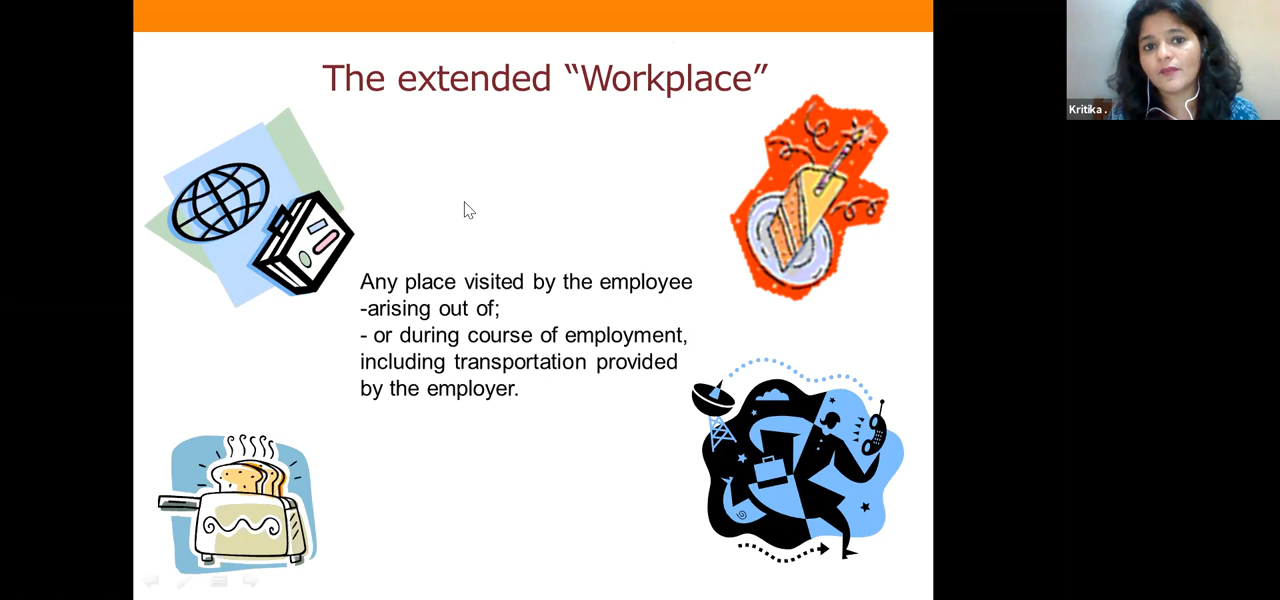 The extended “Workplace”
Kritika .
Any place visited by the employee
-arising out of;
- or during course of employment,
including transportation provided
by the employer.